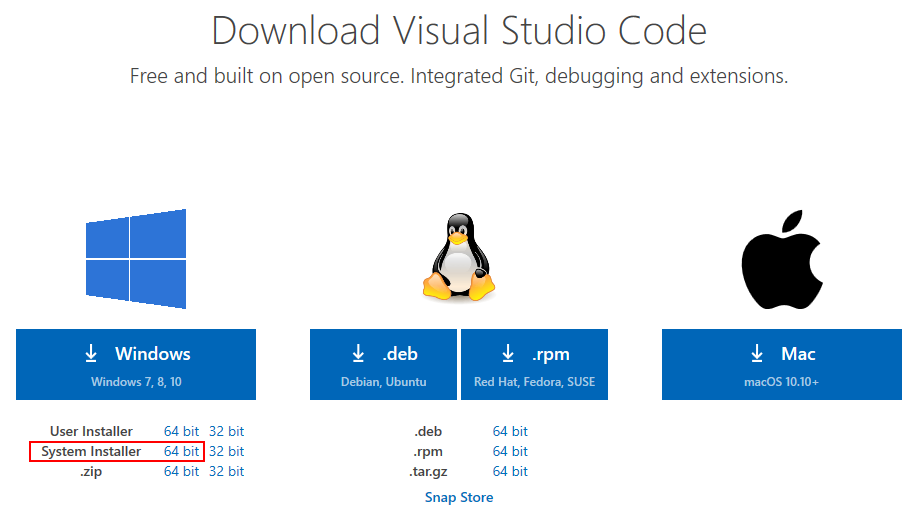 Download Visual Studio Code
Free and built on open source. Integrated Git, debugging and extensions.
Windows
Windows 7, 8, 10
User Installer 64 bit 32 bit
System Installer 64 bit 32 bit
.zip 64 bit 32 bit
.deb
Debian, Ubuntu
.rpm
Red Hat, Fedora, SUSE
.deb 64 bit
.rpm 64 bit
.tar.gz 64 bit
Snap Store
Mac
macOS 10.10+